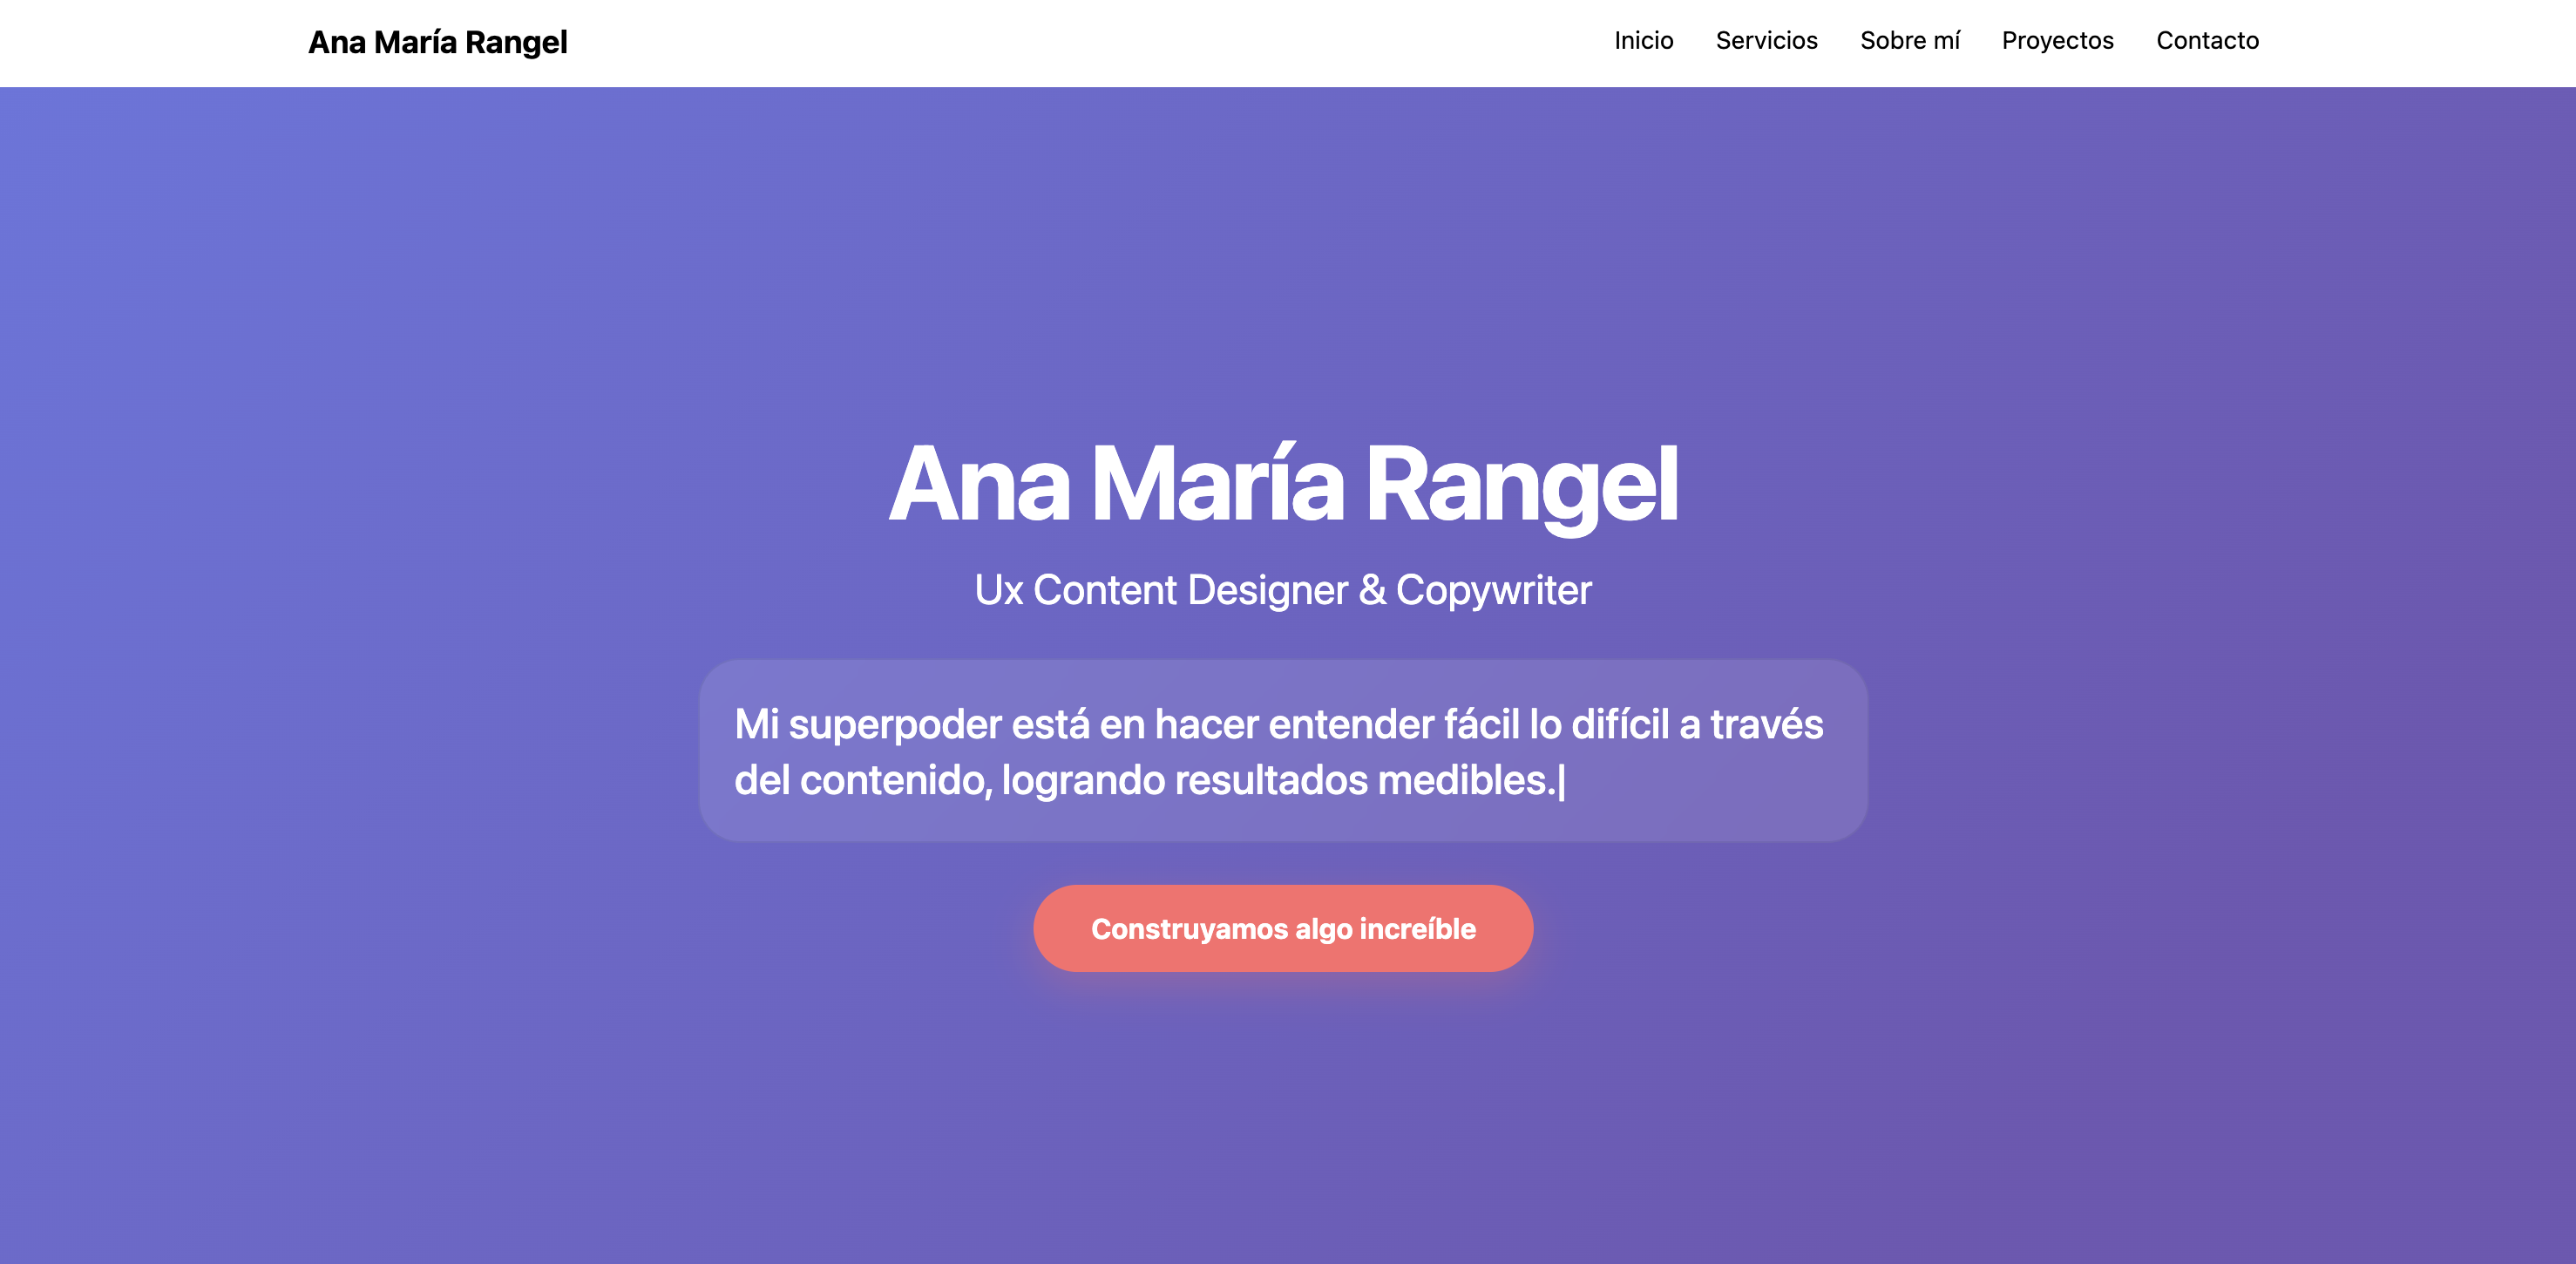 Ana María Rangel
Inicio Servicios Sobre mí Proyectos Contacto
Ana María Rangel
Ux Content Designer & Copywriter
Mi superpoder está en hacer entender fácil lo difícil a través
del contenido, logrando resultados medibles.|
Construyamos algo increíble